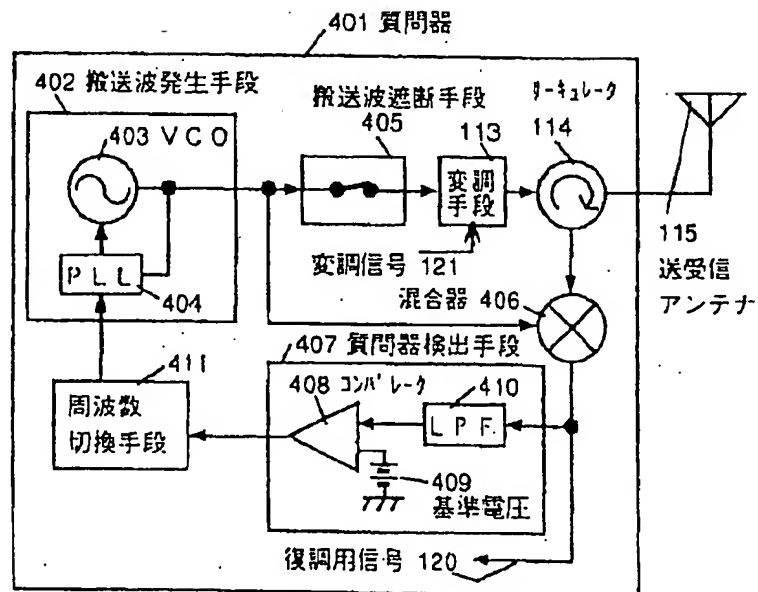 401 質問器
402 搬送波発生手段
403 VCO
PLL
404
搬送波遮断手段
405
113
変調
手段
変調信号 121
サーキュレータ
114
115
送受信
アンテナ
混合器 406
407 質問器検出手段
408 コンパレータ
410
LPF
409
基準電圧
411
周波数
切換手段
復調用信号 120